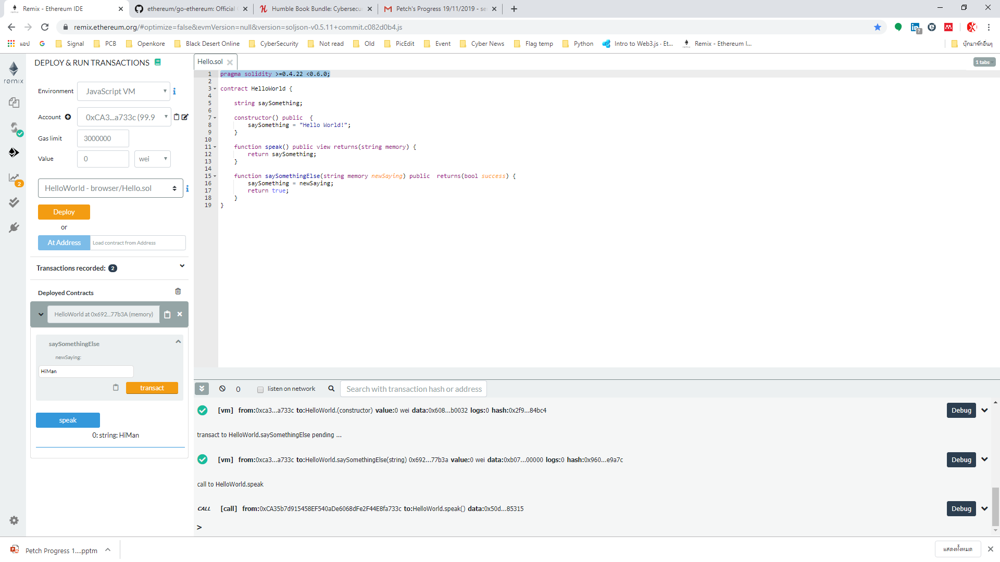 Remix - Ethereum IDE
ethereum/go-ethereum: Official
Humble Book Bundle: Cybersecu
Petch's Progress 19/11/2019 - se
remix.ethereum.org/#optimize=false&evmVersion=null&version=soljson-v0.5.11+commit.c082d0b4.js
แอป
Signal
PCB
Openkore
Black Desert Online
CyberSecurity
Not read
Old
PicEdit
Event
Cyber News
Flag temp
Python
Intro to Web3.js · Et...
Remix - Ethereum I...
บุ๊กมาร์กอื่นๆ
remix
2
DEPLOY & RUN TRANSACTIONS
Environment JavaScript VM
Account 0xCA3...a733c (99.9
Gas limit 3000000
Value 0 wei
HelloWorld - browser/Hello.sol
Deploy
or
At Address Load contract from Address
Transactions recorded: 2
Deployed Contracts
HelloWorld at 0x692...77b3A (memory)
saySomethingElse
newSaying:
HiMan
transact
speak
0: string: HiMan
Hello.sol
1 tabs
1 pragma solidity >=0.4.22 <0.6.0;
2
3 contract HelloWorld {
4
5 string saySomething;
6
7 constructor() public  {
8 saySomething = "Hello World!";
9 }
10
11 function speak() public view returns(string memory) {
12 return saySomething;
13 }
14
15 function saySomethingElse(string memory newSaying) public  returns(bool success) {
16 saySomething = newSaying;
17 return true;
18 }
19 }
0 listen on network Search with transaction hash or address
[vm] from:0xca3...a733c to:HelloWorld.(constructor) value:0 wei data:0x608...b0032 logs:0 hash:0x2f9...84bc4 Debug
transact to HelloWorld.saySomethingElse pending ...
[vm] from:0xca3...a733c to:HelloWorld.saySomethingElse(string) 0x692...77b3a value:0 wei data:0xb07...00000 logs:0 hash:0x960...e9a7c Debug
call to HelloWorld.speak
CALL [call] from:0xCA35b7d915458EF540aDe6068dFe2F44E8fa733c to:HelloWorld.speak() data:0x50d...85315 Debug
>
Petch Progress 1....pptm
แสดงทั้งหมด